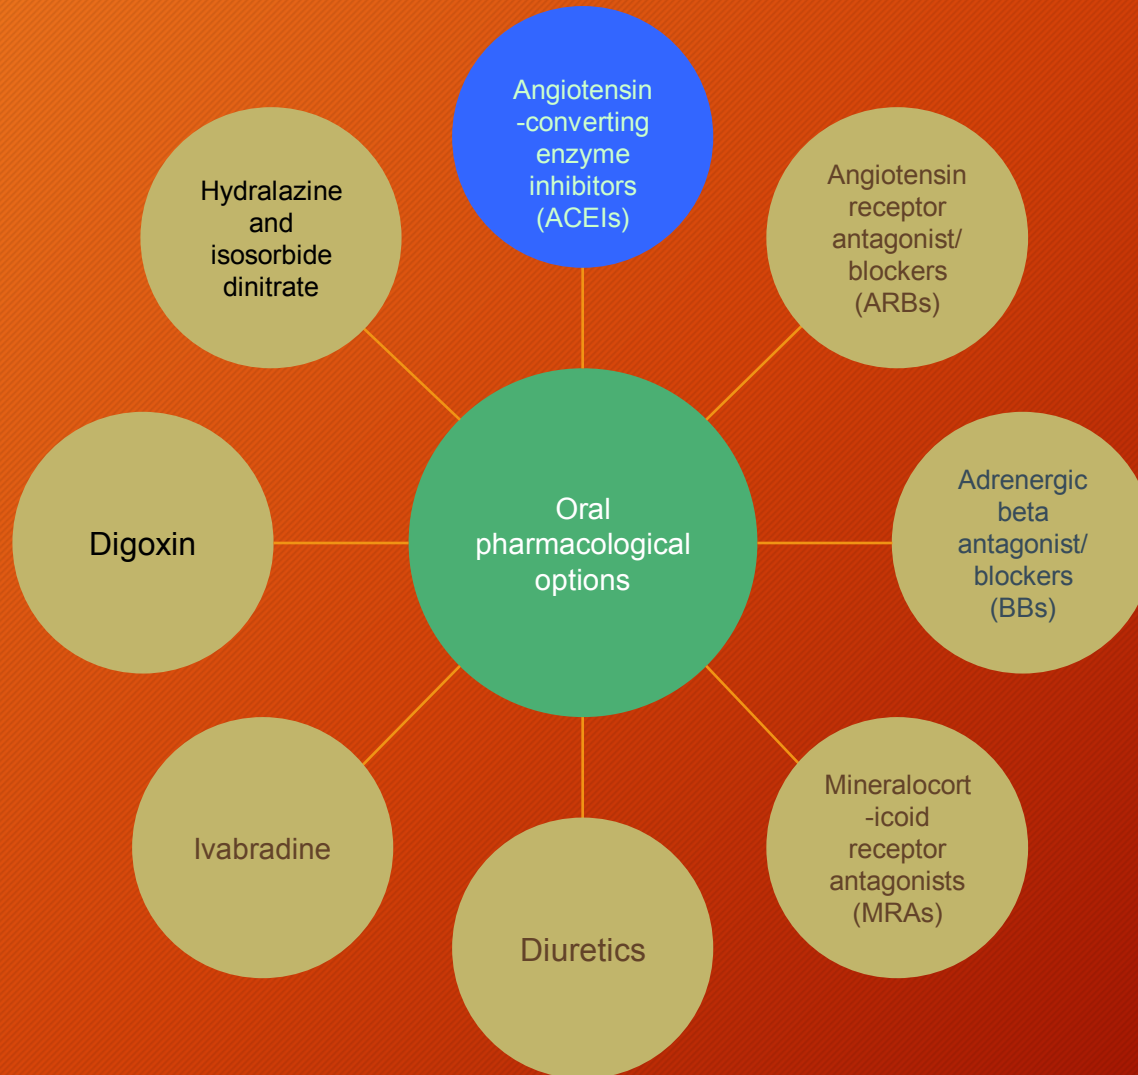 Angiotensin
-converting
enzyme
inhibitors
(ACEIs)
Angiotensin
receptor
antagonist/
blockers
(ARBs)
Adrenergic
beta
antagonist/
blockers
(BBs)
Mineralocort
-icoid
receptor
antagonists
(MRAs)
Diuretics
Ivabradine
Digoxin
Hydralazine
and
isosorbide
dinitrate
Oral
pharmacological
options